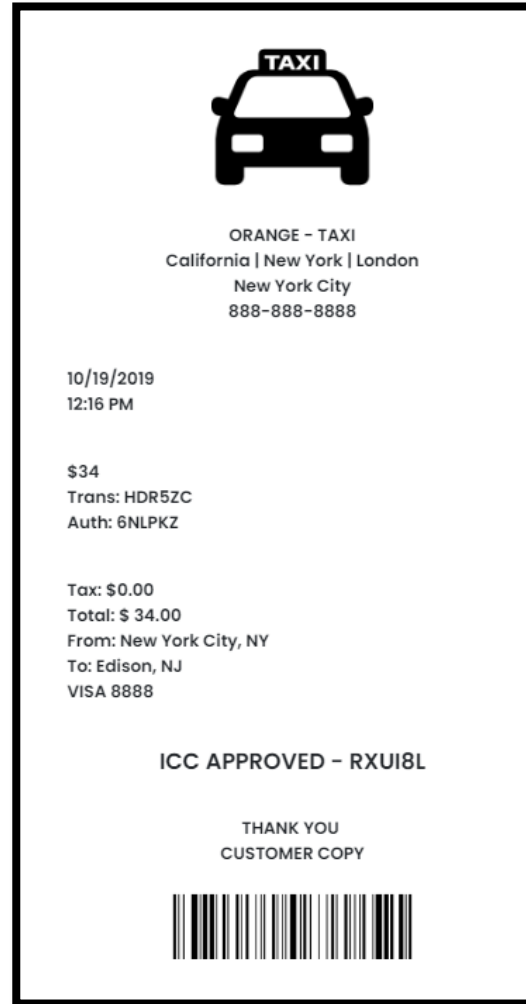 TAXI
ORANGE - TAXI
California | New York | London
New York City
888-888-8888
10/19/2019
12:16 PM
$34
Trans: HDR5ZC
Auth: 6NLPKZ
Tax: $0.00
Total: $ 34.00
From: New York City, NY
To: Edison, NJ
VISA 8888
ICC APPROVED - RXUI8L
THANK YOU
CUSTOMER COPY